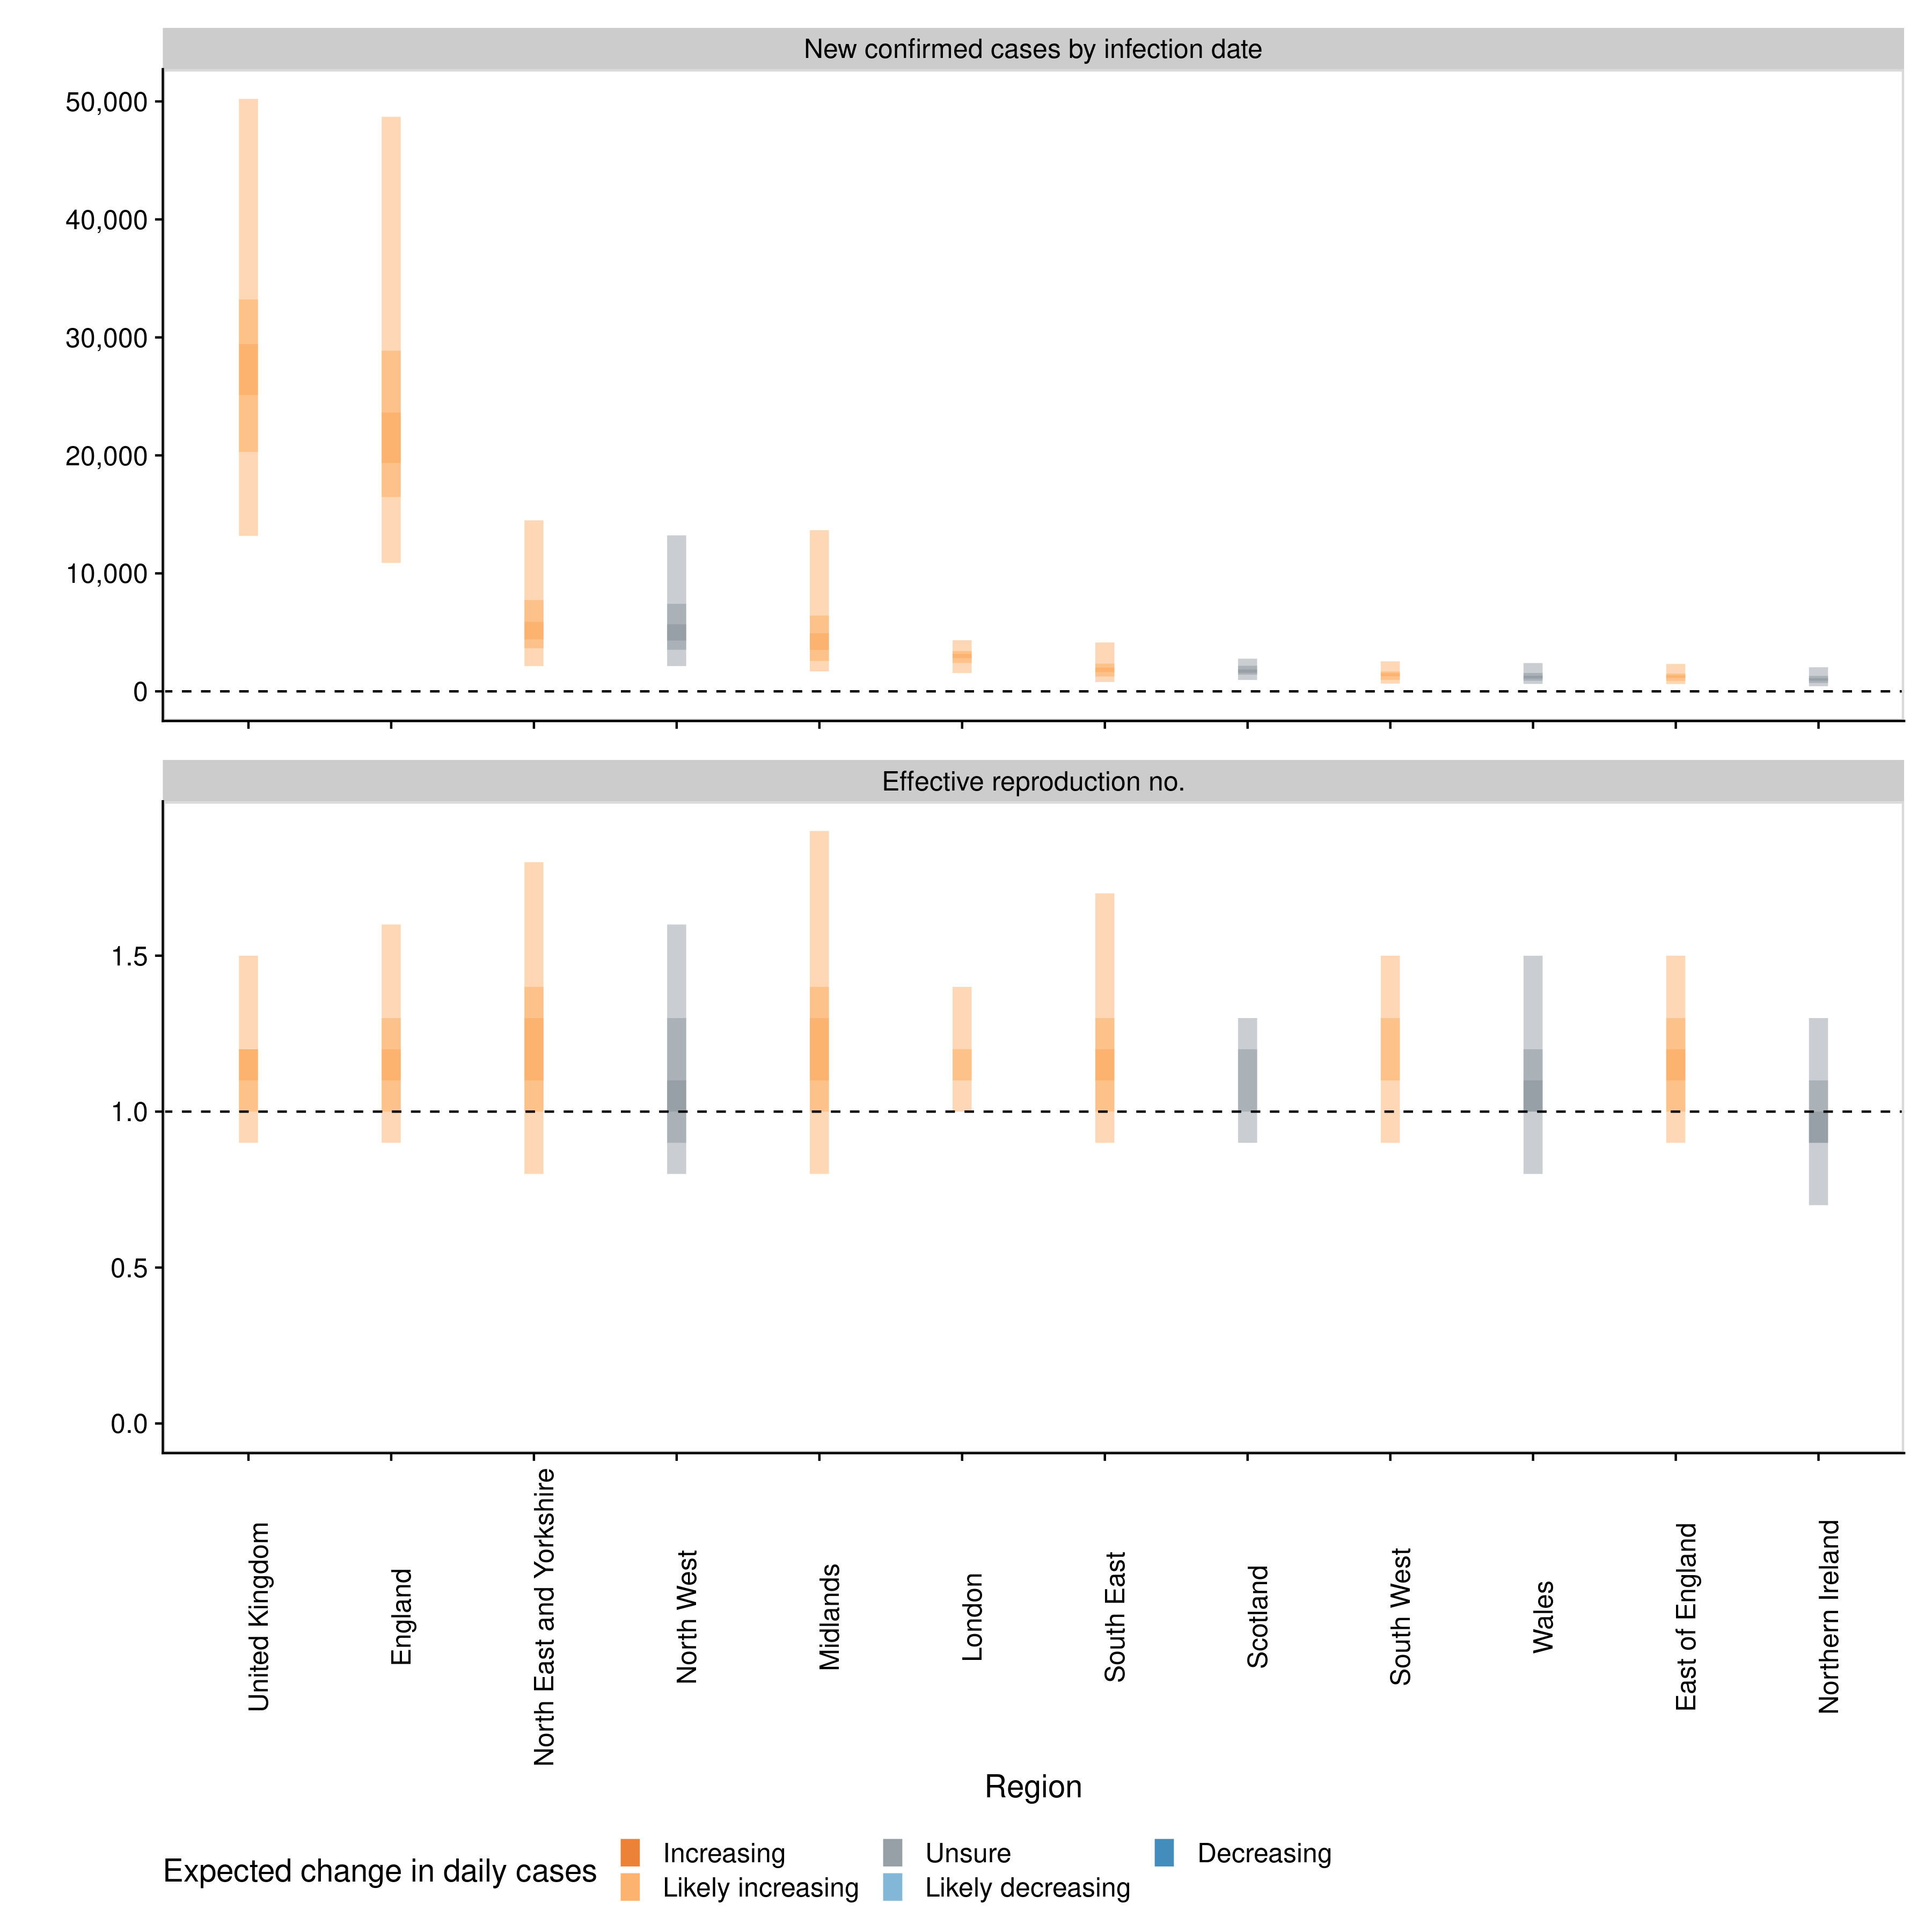 New confirmed cases by infection date
50,000
40,000
30,000
20,000
10,000
0
Effective reproduction no.
1.5
1.0
0.5
0.0
United Kingdom
England
North East and Yorkshire
North West
Midlands
London
South East
Scotland
South West
Wales
East of England
Northern Ireland
Region
Expected change in daily cases
Increasing
Likely increasing
Unsure
Likely decreasing
Decreasing